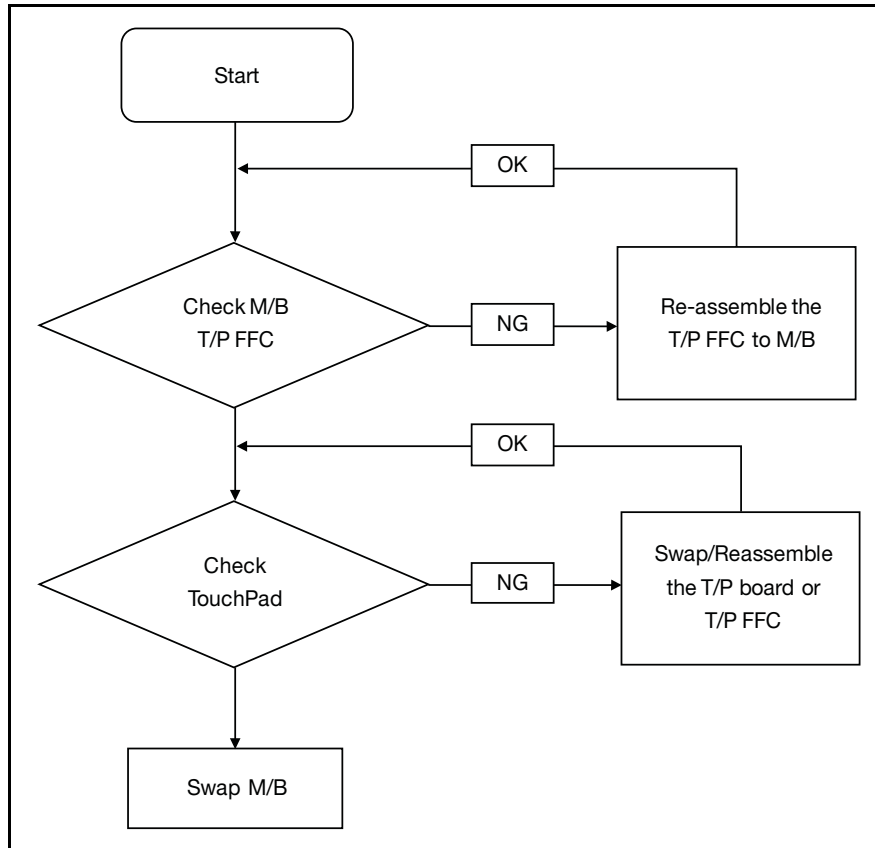 Start
OK
Check M/B
T/P FFC
NG
Re-assemble the
T/P FFC to M/B
OK
Check
TouchPad
NG
Swap/Reassemble
the T/P board or
T/P FFC
Swap M/B